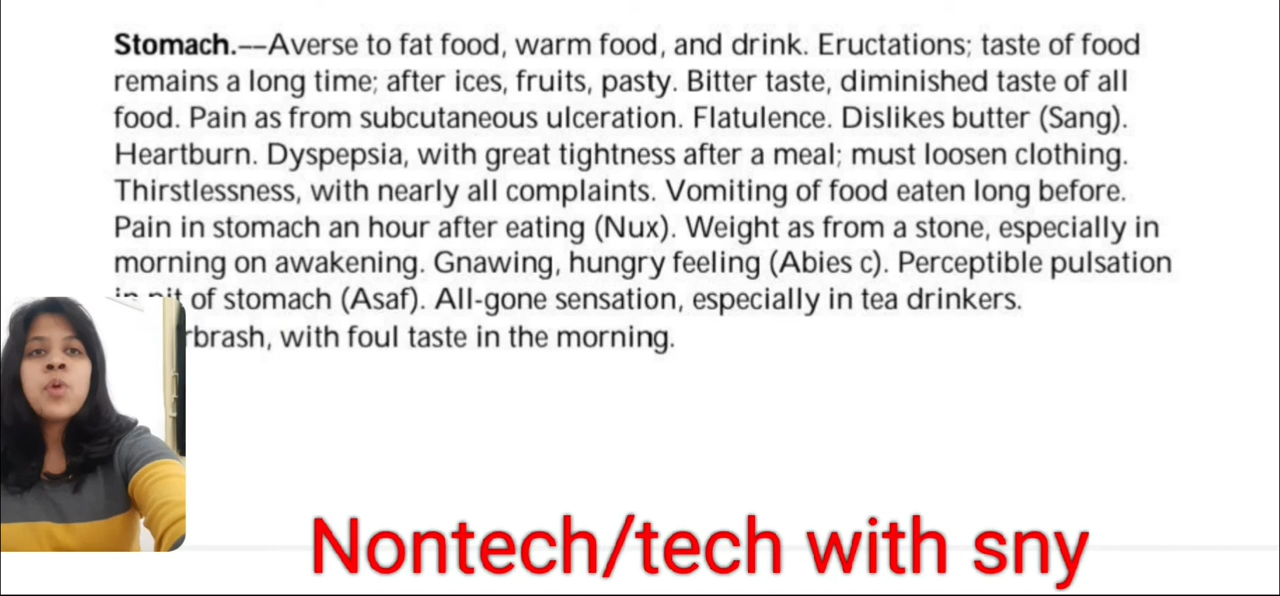 Stomach.--Averse to fat food, warm food, and drink. Eructations; taste of food
remains a long time; after ices, fruits, pasty. Bitter taste, diminished taste of all
food. Pain as from subcutaneous ulceration. Flatulence. Dislikes butter (Sang).
Heartburn. Dyspepsia, with great tightness after a meal; must loosen clothing.
Thirstlessness, with nearly all complaints. Vomiting of food eaten long before.
Pain in stomach an hour after eating (Nux). Weight as from a stone, especially in
morning on awakening. Gnawing, hungry feeling (Abies c). Perceptible pulsation
in pit of stomach (Asaf). All-gone sensation, especially in tea drinkers.
rbrash, with foul taste in the morning.
Nontech/tech with sny